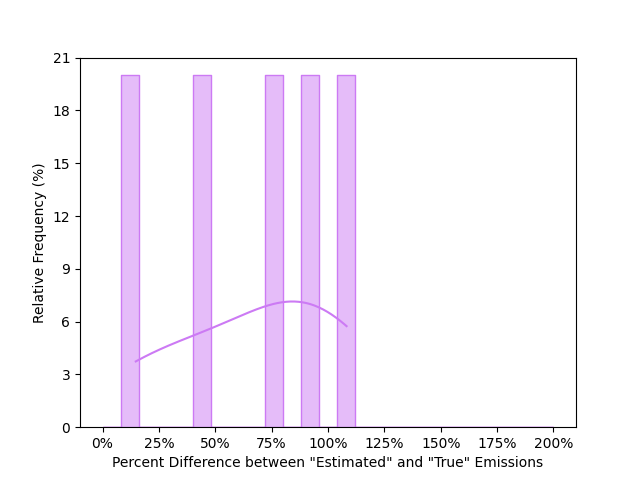 21
18
15
12
9
6
3
0
Relative Frequency (%)
0% 25% 50% 75% 100% 125% 150% 175% 200%
Percent Difference between "Estimated" and "True" Emissions